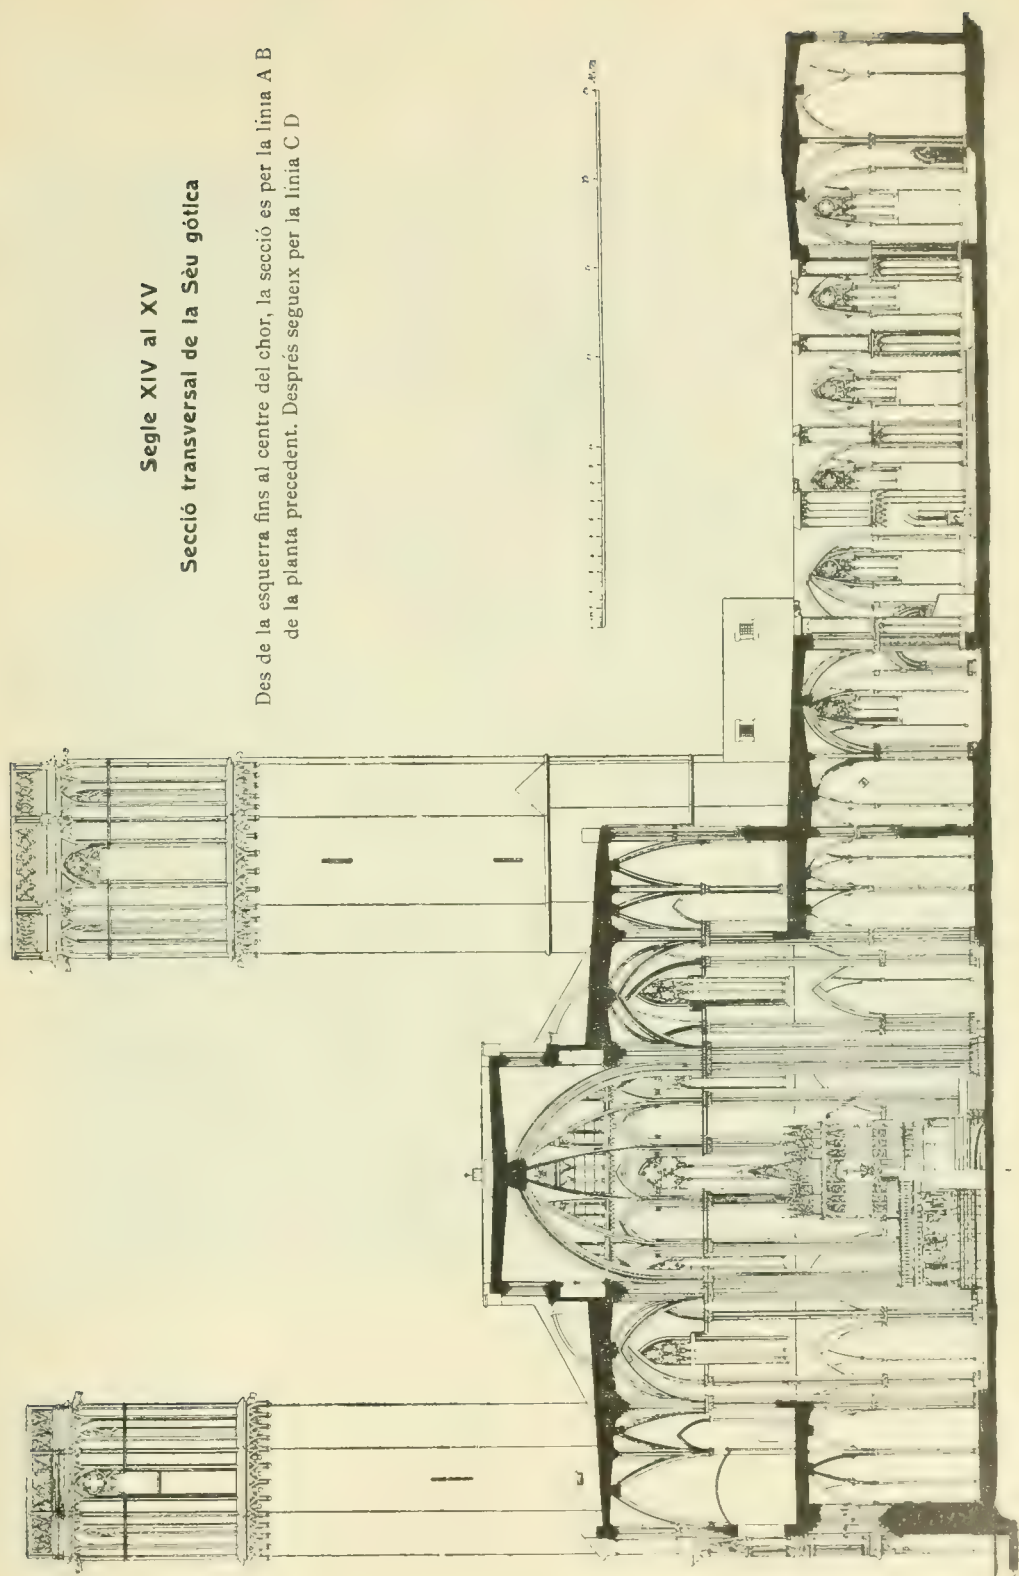 Segle XIV al XV
Secció transversal de la Sèu gótica
Des de la esquerra fins al centre del chor, la secció es per la línia A B
de la planta precedent. Després segueix per la línia C D